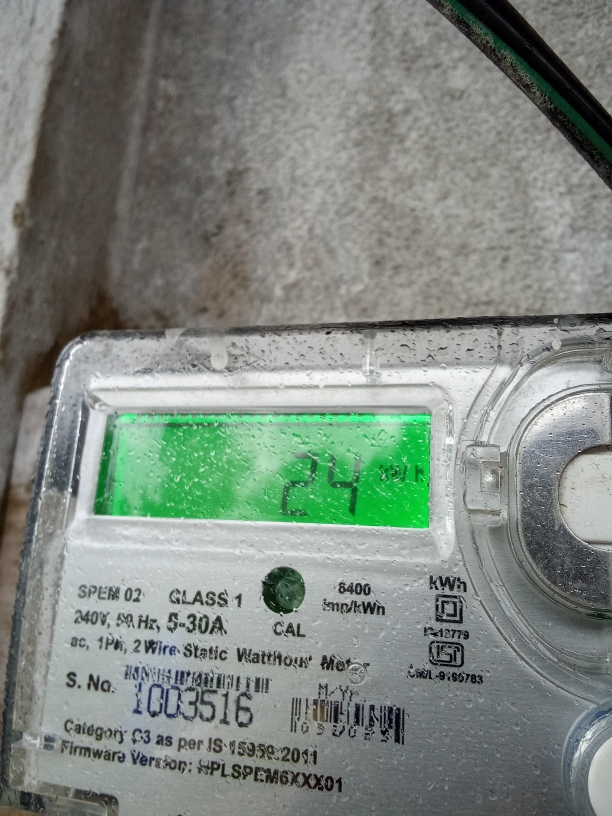 24 kWh
SPEM 02 CLASS 1
6400 imp/kWh
kWh
240V, 50 Hz, 5-30A
CAL
IS-13779
ac, 1Ph, 2 Wire Static Watthour Meter
ISI
S. No. 1003516
M/Yr
Category C3 as per IS 15959:2011
Firmware Version: HPLSPEM6XXX01